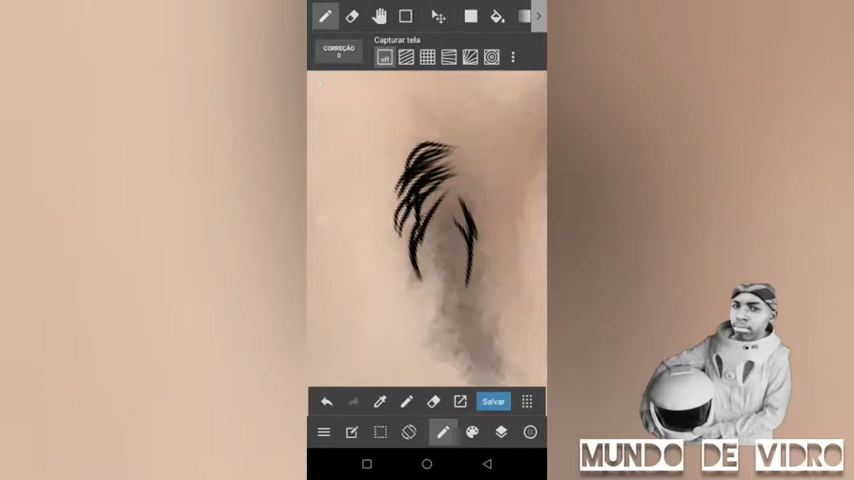 Capturar tela
CORREÇÃO
0
off
Salvar
MUNDO DE VIDRO